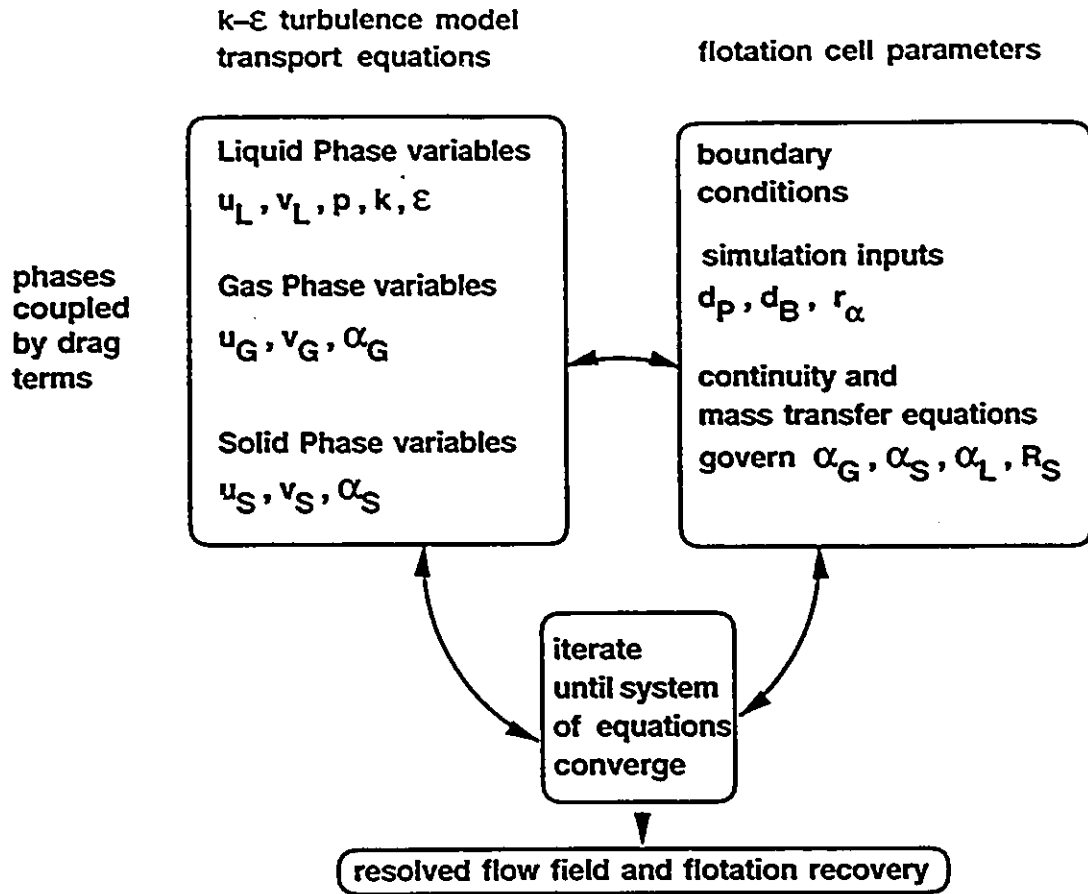 k–ε turbulence model
transport equations
flotation cell parameters
phases
coupled
by drag
terms
Liquid Phase variables
u_L , v_L , p , k , ε
Gas Phase variables
u_G , v_G , α_G
Solid Phase variables
u_S , v_S , α_S
boundary
conditions
simulation inputs
d_P , d_B , r_α
continuity and
mass transfer equations
govern α_G , α_S , α_L , R_S
iterate
until system
of equations
converge
resolved flow field and flotation recovery